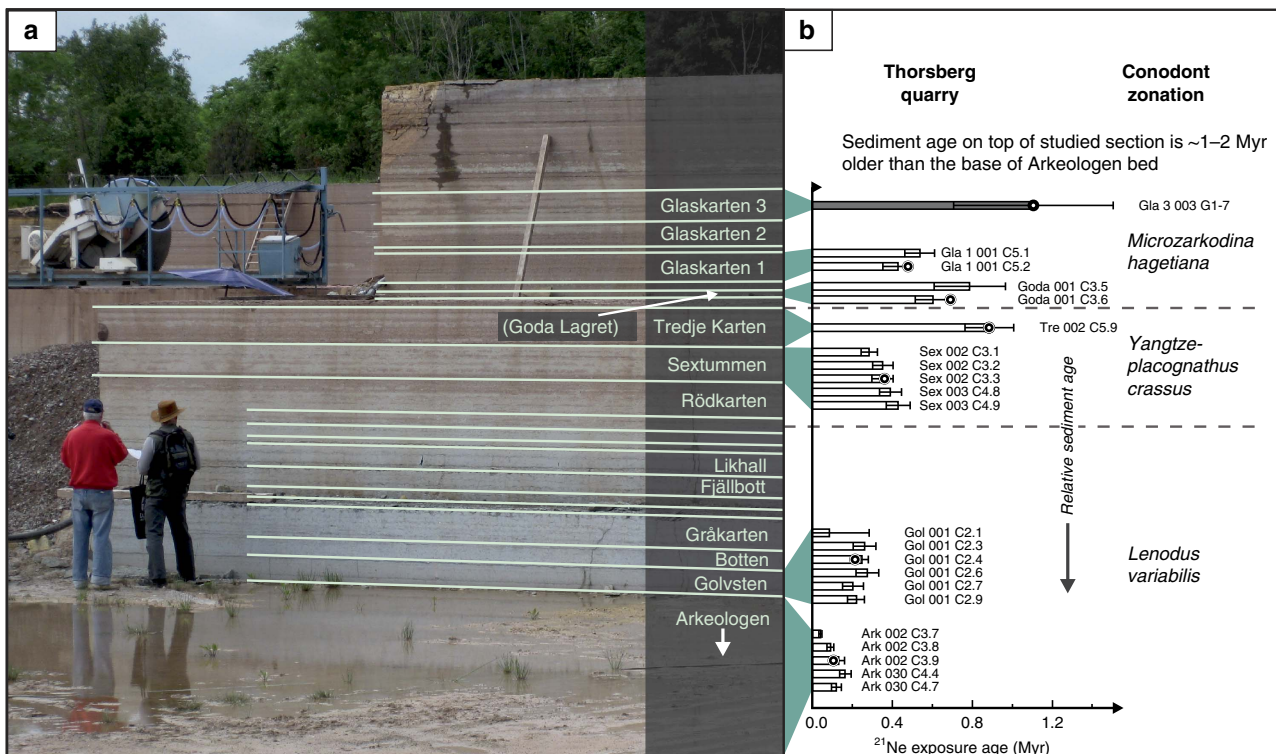 a
Glaskarten 3
Glaskarten 2
Glaskarten 1
(Goda Lagret)
Tredje Karten
Sextummen
Rödkarten
Likhall
Fjällbott
Gråkarten
Botten
Golvsten
Arkeologen
b
Thorsberg
quarry
Conodont
zonation
Sediment age on top of studied section is ~1–2 Myr
older than the base of Arkeologen bed
Gla 3 003 G1-7
Gla 1 001 C5.1
Gla 1 001 C5.2
Goda 001 C3.5
Goda 001 C3.6
Tre 002 C5.9
Sex 002 C3.1
Sex 002 C3.2
Sex 002 C3.3
Sex 003 C4.8
Sex 003 C4.9
Gol 001 C2.1
Gol 001 C2.3
Gol 001 C2.4
Gol 001 C2.6
Gol 001 C2.7
Gol 001 C2.9
Ark 002 C3.7
Ark 002 C3.8
Ark 002 C3.9
Ark 030 C4.4
Ark 030 C4.7
Microzarkodina
hagetiana
Yangtze-
placognathus
crassus
Relative sediment age
Lenodus
variabilis
0.0 0.4 0.8 1.2
²¹Ne exposure age (Myr)